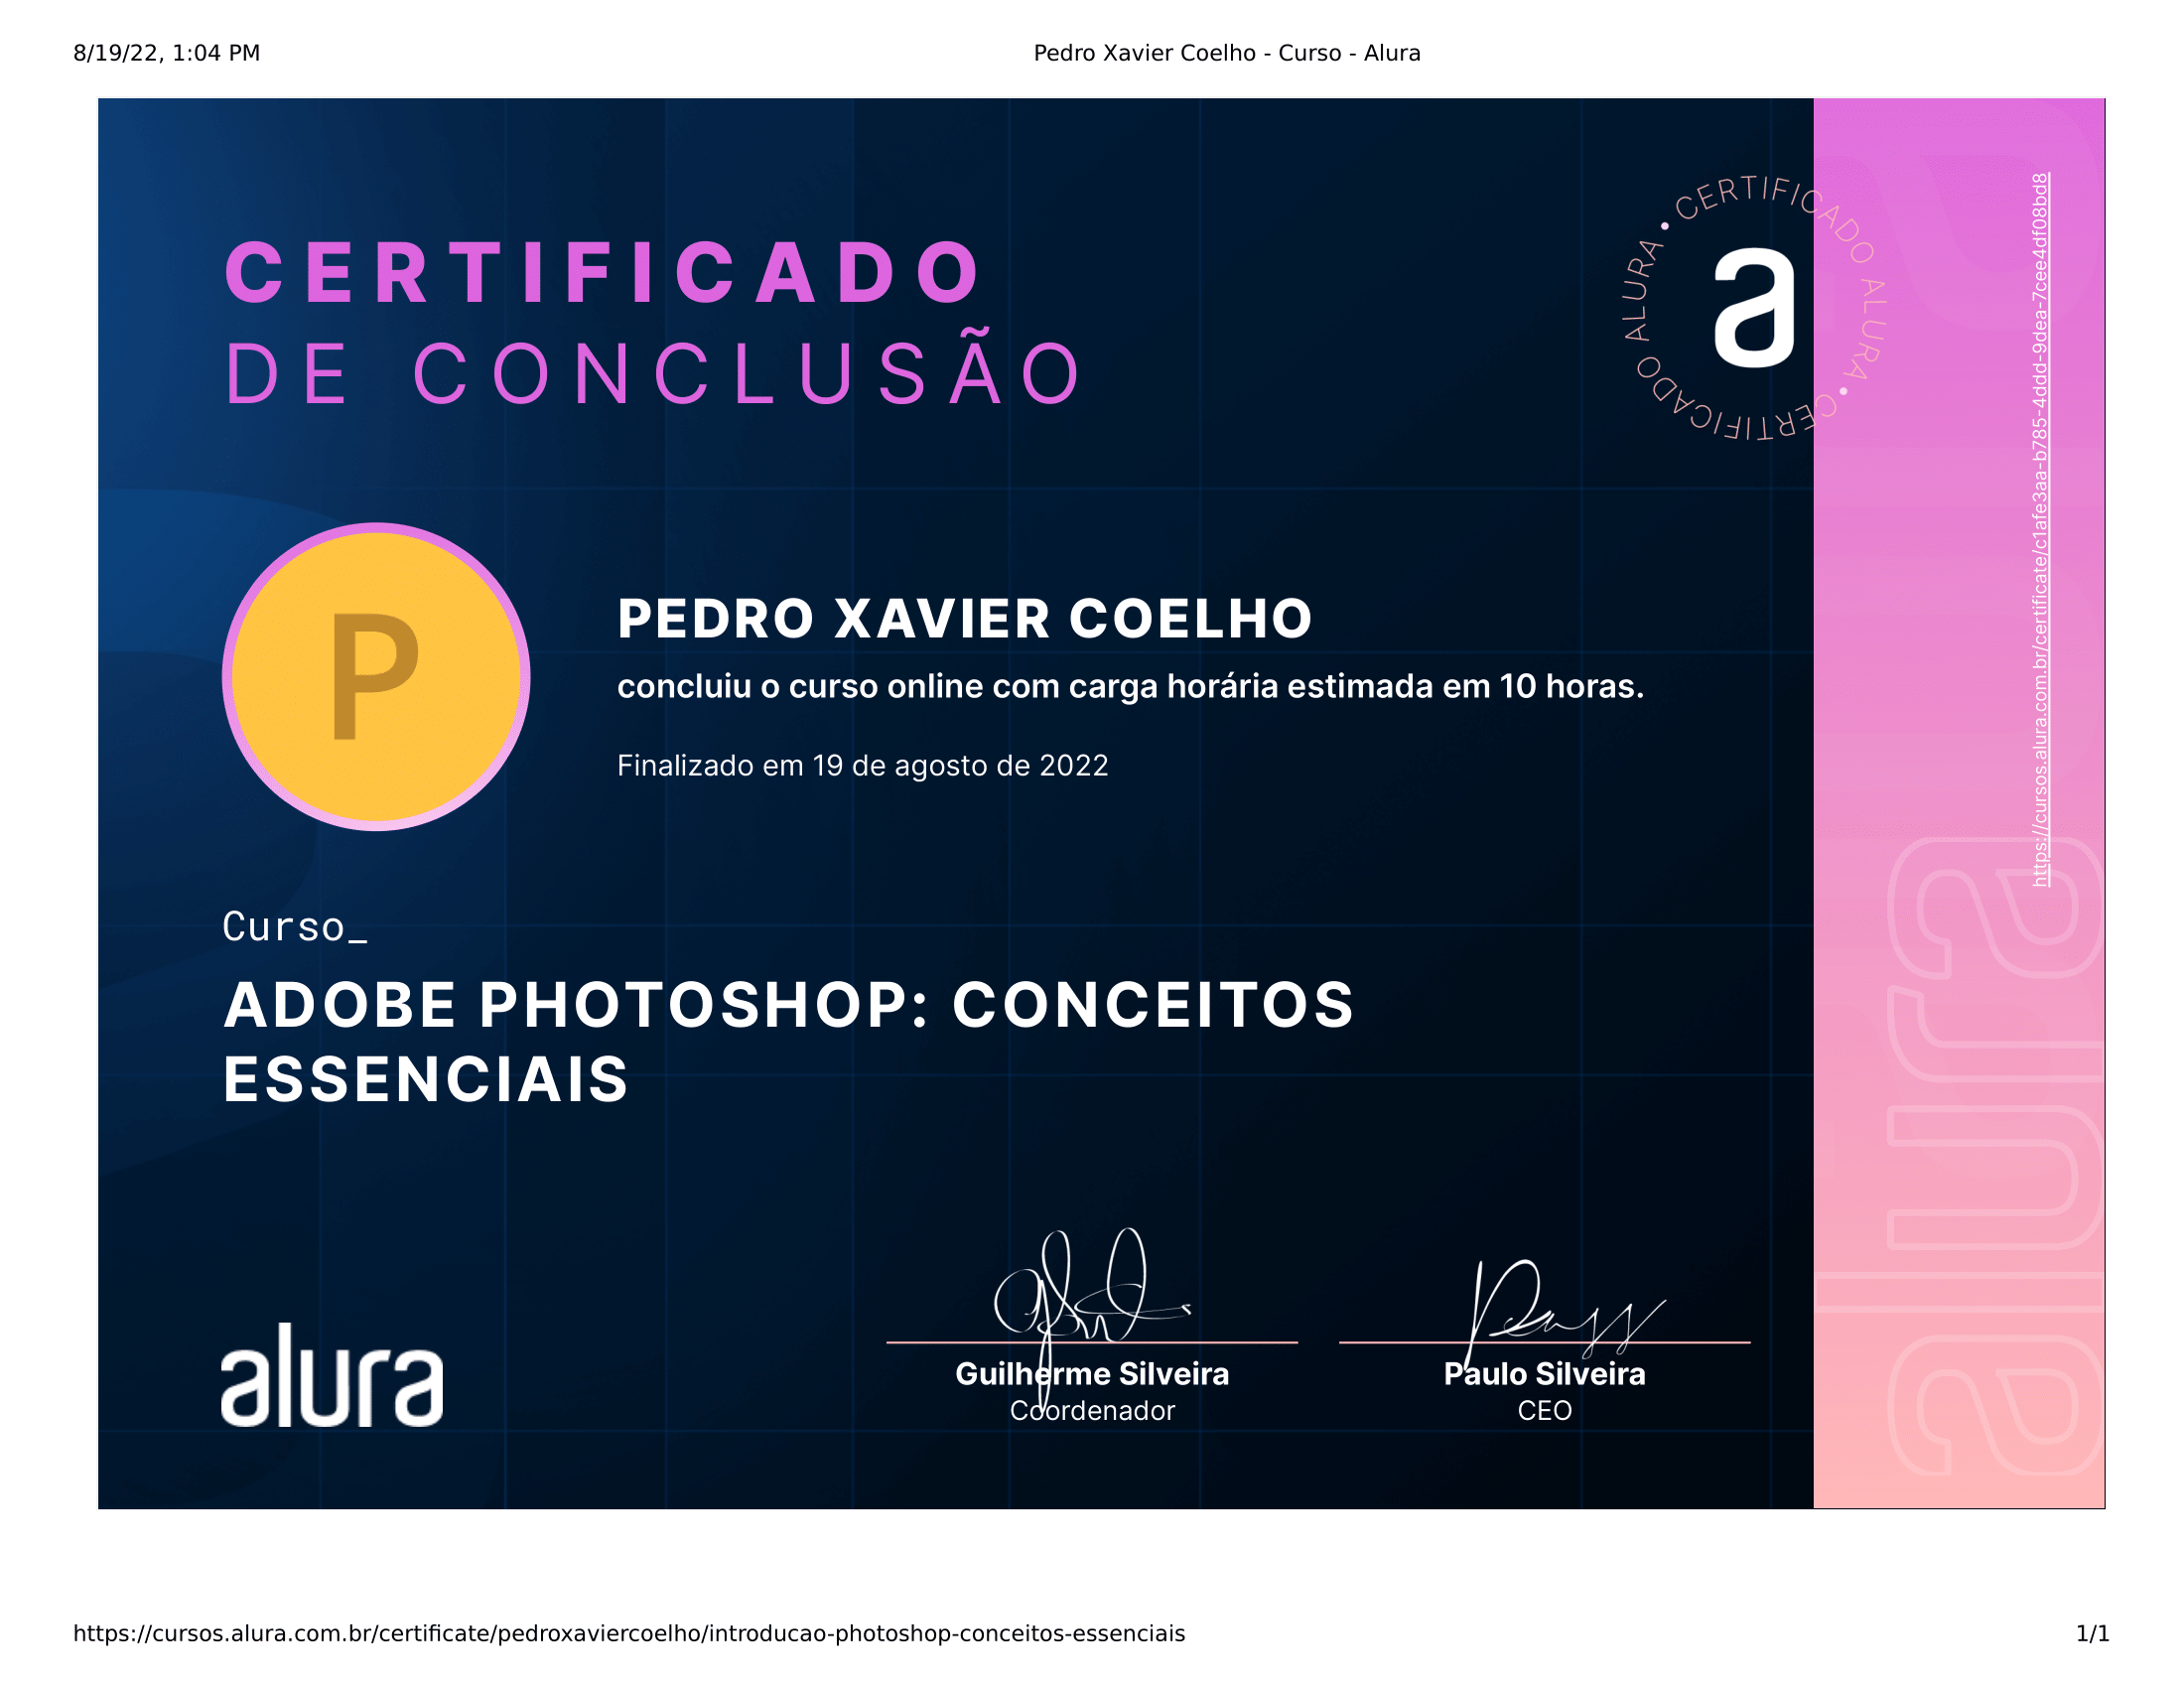 8/19/22, 1:04 PM
Pedro Xavier Coelho - Curso - Alura
CERTIFICADO
DE CONCLUSÃO
• CERTIFICADO ALURA • CERTIFICADO ALURA
a
https://cursos.alura.com.br/certificate/c1afe3aa-b785-4ddd-9dea-7cee4df08bd8
P
PEDRO XAVIER COELHO
concluiu o curso online com carga horária estimada em 10 horas.
Finalizado em 19 de agosto de 2022
Curso_
ADOBE PHOTOSHOP: CONCEITOS
ESSENCIAIS
alura
alura
Guilherme Silveira
Paulo Silveira
Coordenador
CEO
https://cursos.alura.com.br/certificate/pedroxaviercoelho/introducao-photoshop-conceitos-essenciais
1/1